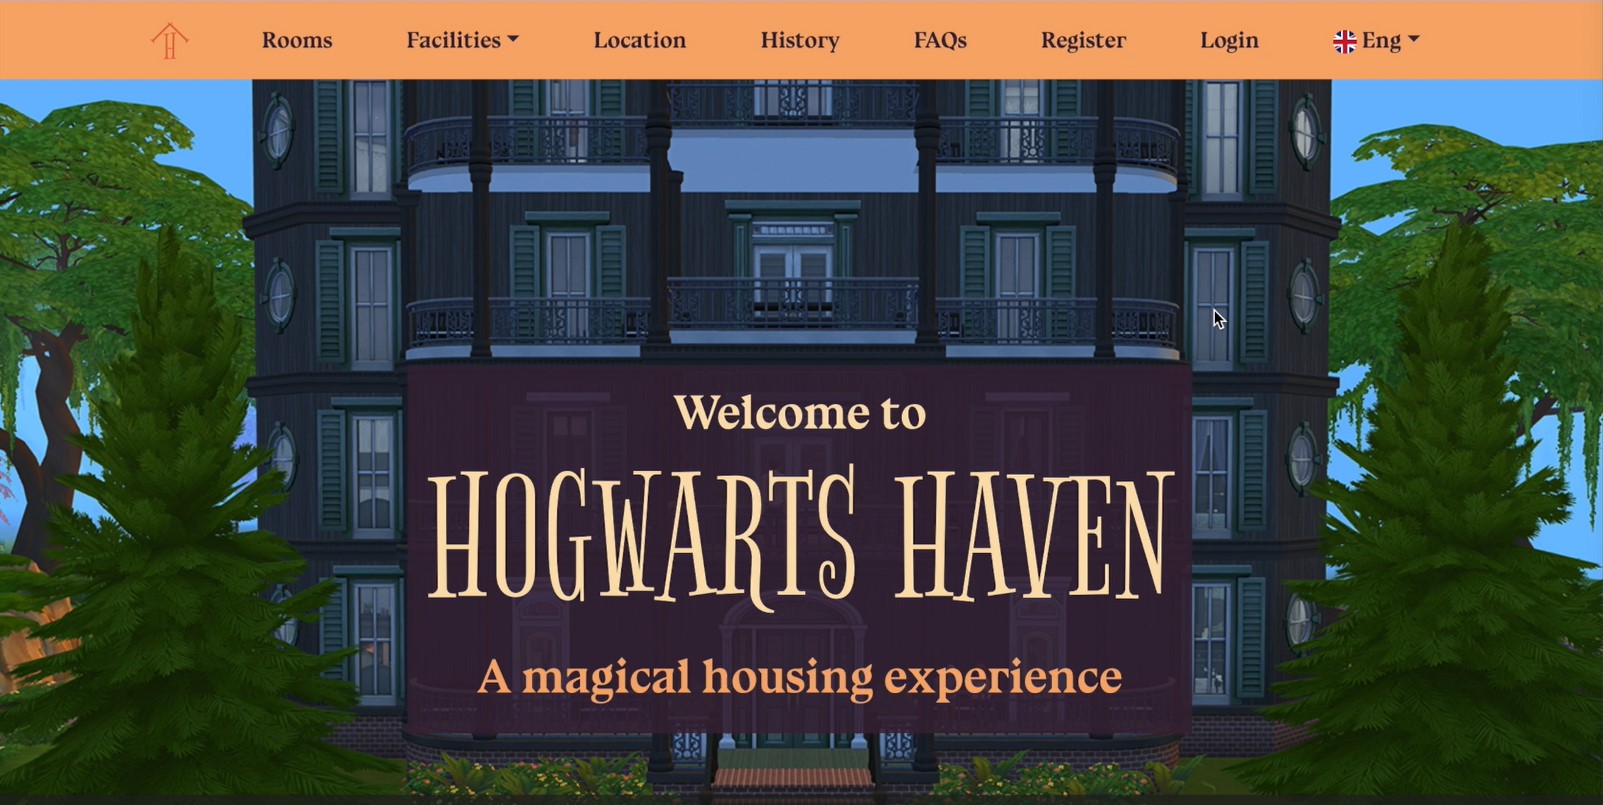 H Rooms Facilities Location History FAQs Register Login Eng
Welcome to
HOGWARTS HAVEN
A magical housing experience